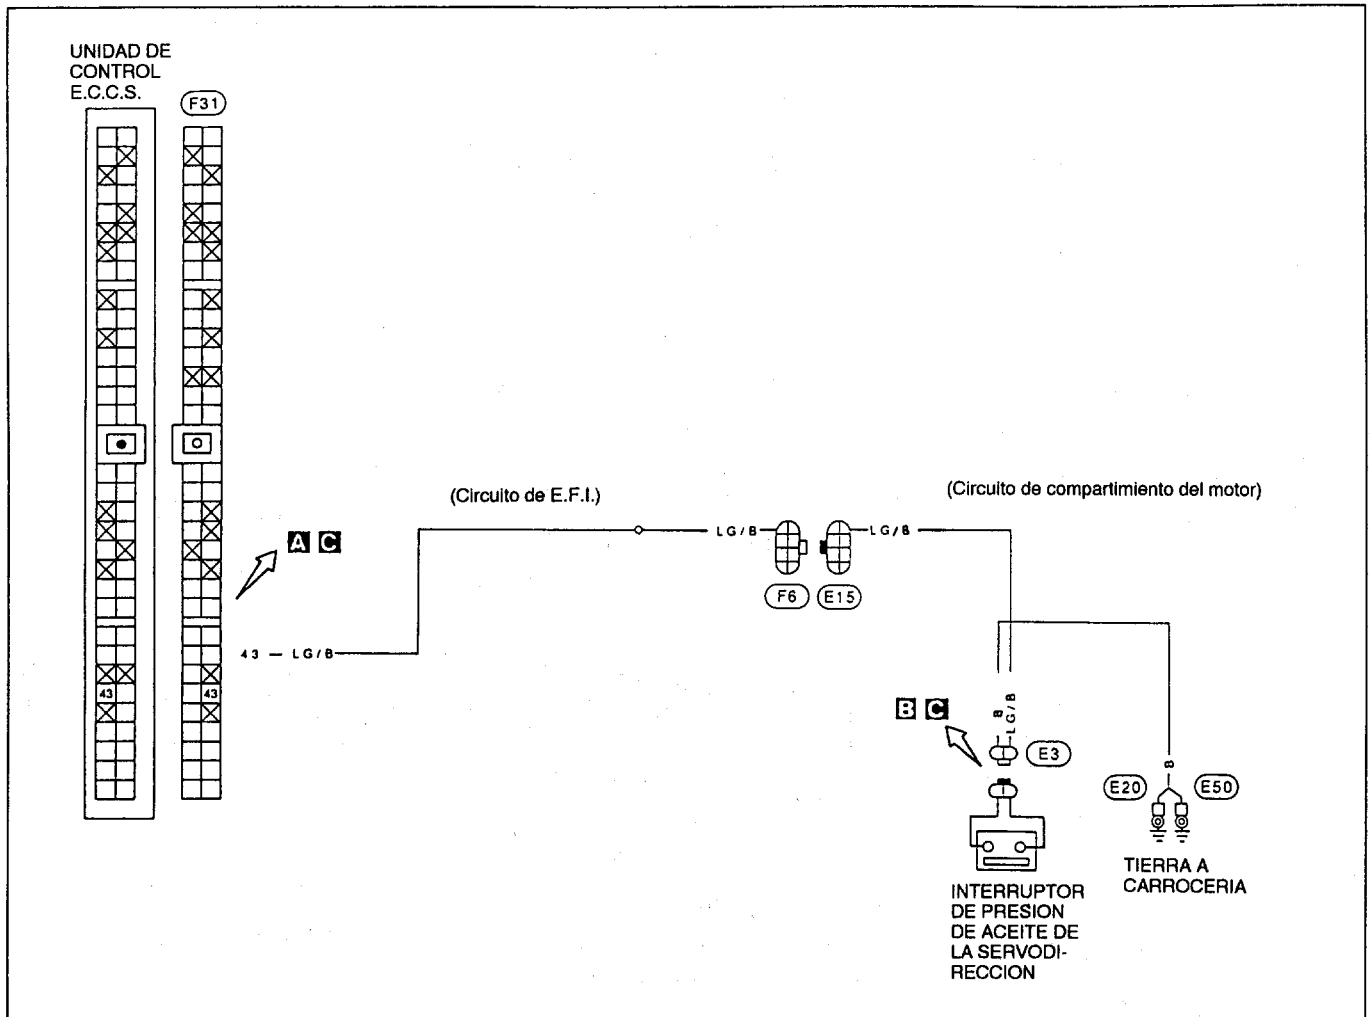 UNIDAD DE
CONTROL
E.C.C.S.
F31
A C
(Circuito de E.F.I.)
(Circuito de compartimiento del motor)
LG/B
LG/B
F6
E15
43 — LG/B
43
43
B C
B
LG/B
E3
B
E20
E50
TIERRA A
CARROCERIA
INTERRUPTOR
DE PRESION
DE ACEITE DE
LA SERVODI-
RECCION